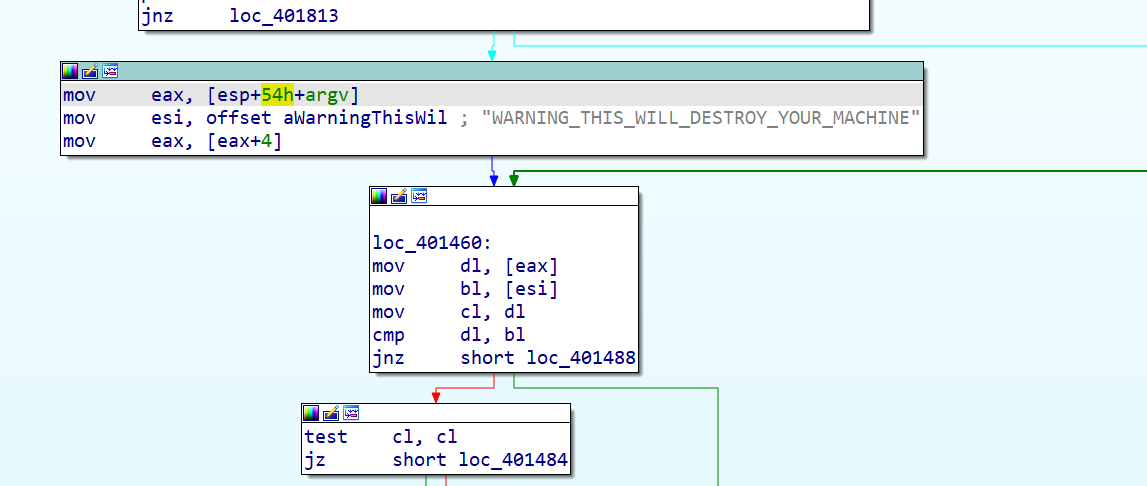 jnz loc_401813
mov eax, [esp+54h+argv]
mov esi, offset aWarningThisWil ; "WARNING_THIS_WILL_DESTROY_YOUR_MACHINE"
mov eax, [eax+4]
loc_401460:
mov dl, [eax]
mov bl, [esi]
mov cl, dl
cmp dl, bl
jnz short loc_401488
test cl, cl
jz short loc_401484